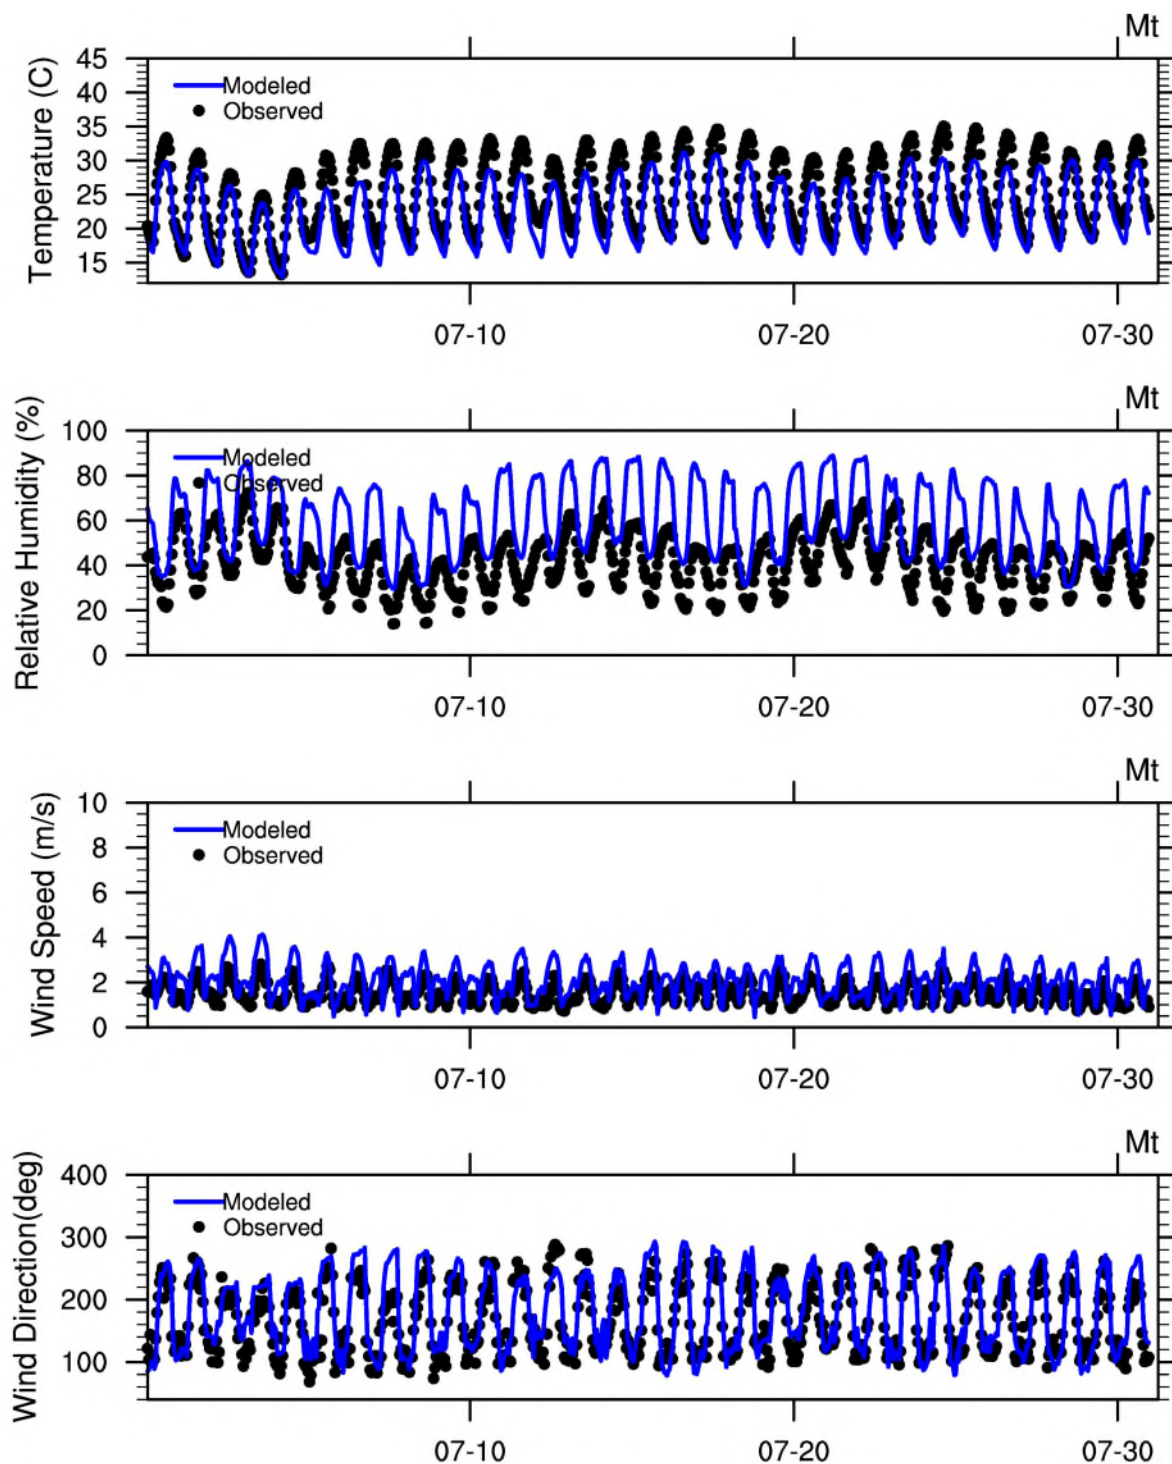 Mt
Temperature (C)
45
40
35
30
25
20
15
Modeled
Observed
07-10
07-20
07-30
Mt
Relative Humidity (%)
100
80
60
40
20
0
Modeled
Observed
07-10
07-20
07-30
Mt
Wind Speed (m/s)
10
8
6
4
2
0
Modeled
Observed
07-10
07-20
07-30
Mt
Wind Direction(deg)
400
300
200
100
Modeled
Observed
07-10
07-20
07-30